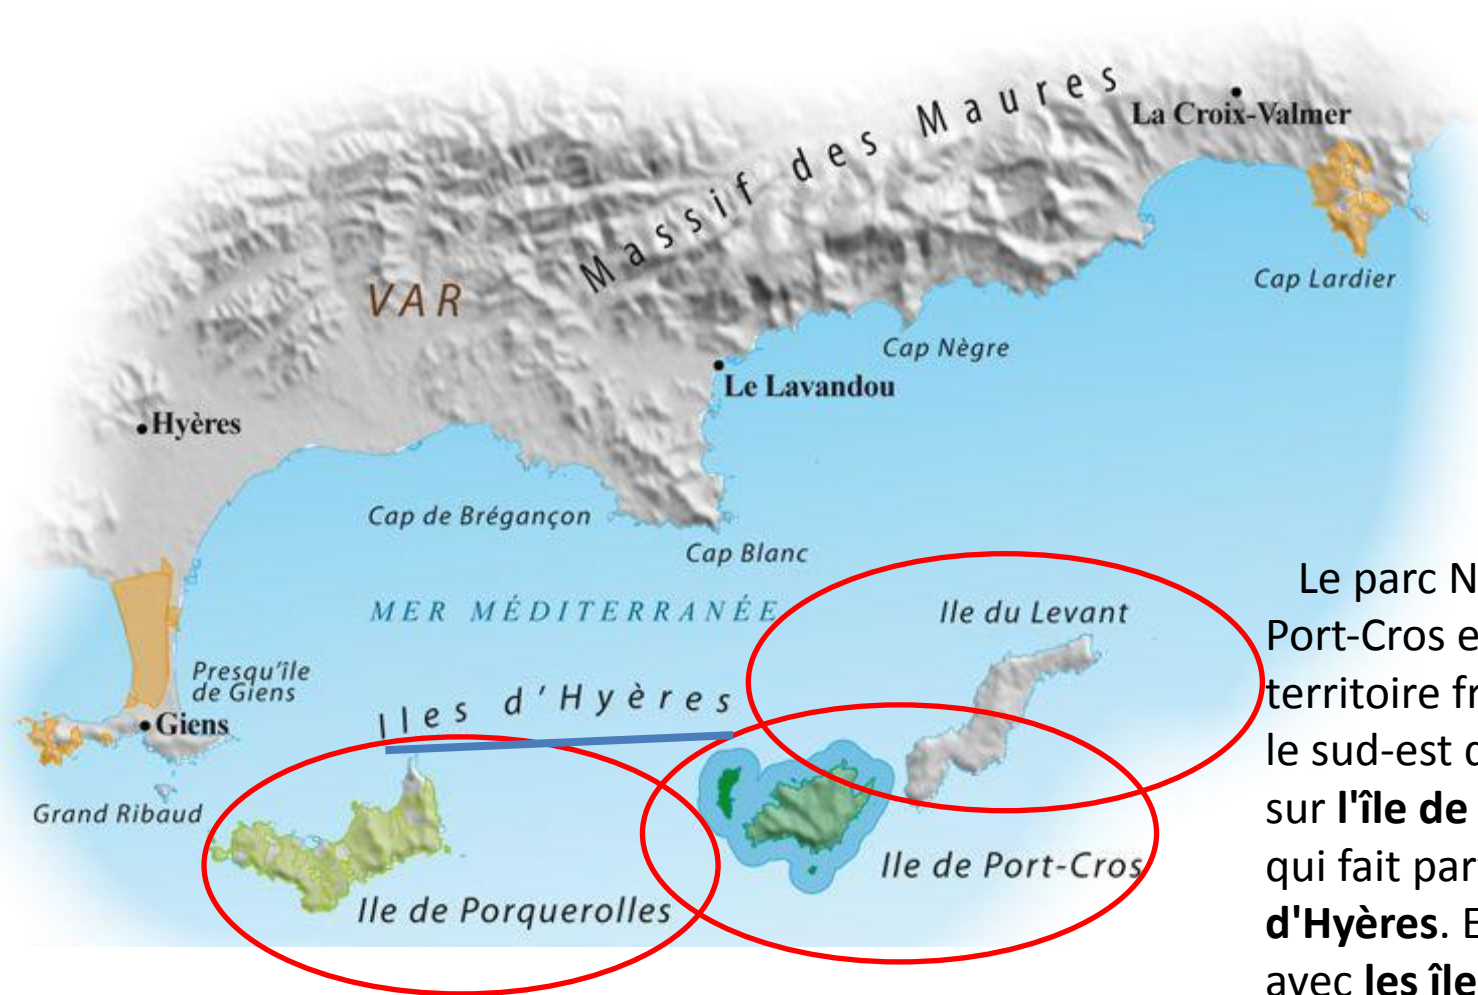 Massif des Maures
La Croix-Valmer
VAR
Cap Lardier
Cap Nègre
Le Lavandou
Hyères
Cap de Brégançon
Cap Blanc
MER MÉDITERRANÉE
Ile du Levant
Presqu'île
de Giens
Iles d'Hyères
Giens
Grand Ribaud
Ile de Port-Cros
Ile de Porquerolles
Le parc N
Port-Cros e
territoire fr
le sud-est
sur l'île de
qui fait par
d'Hyères. E
avec les île